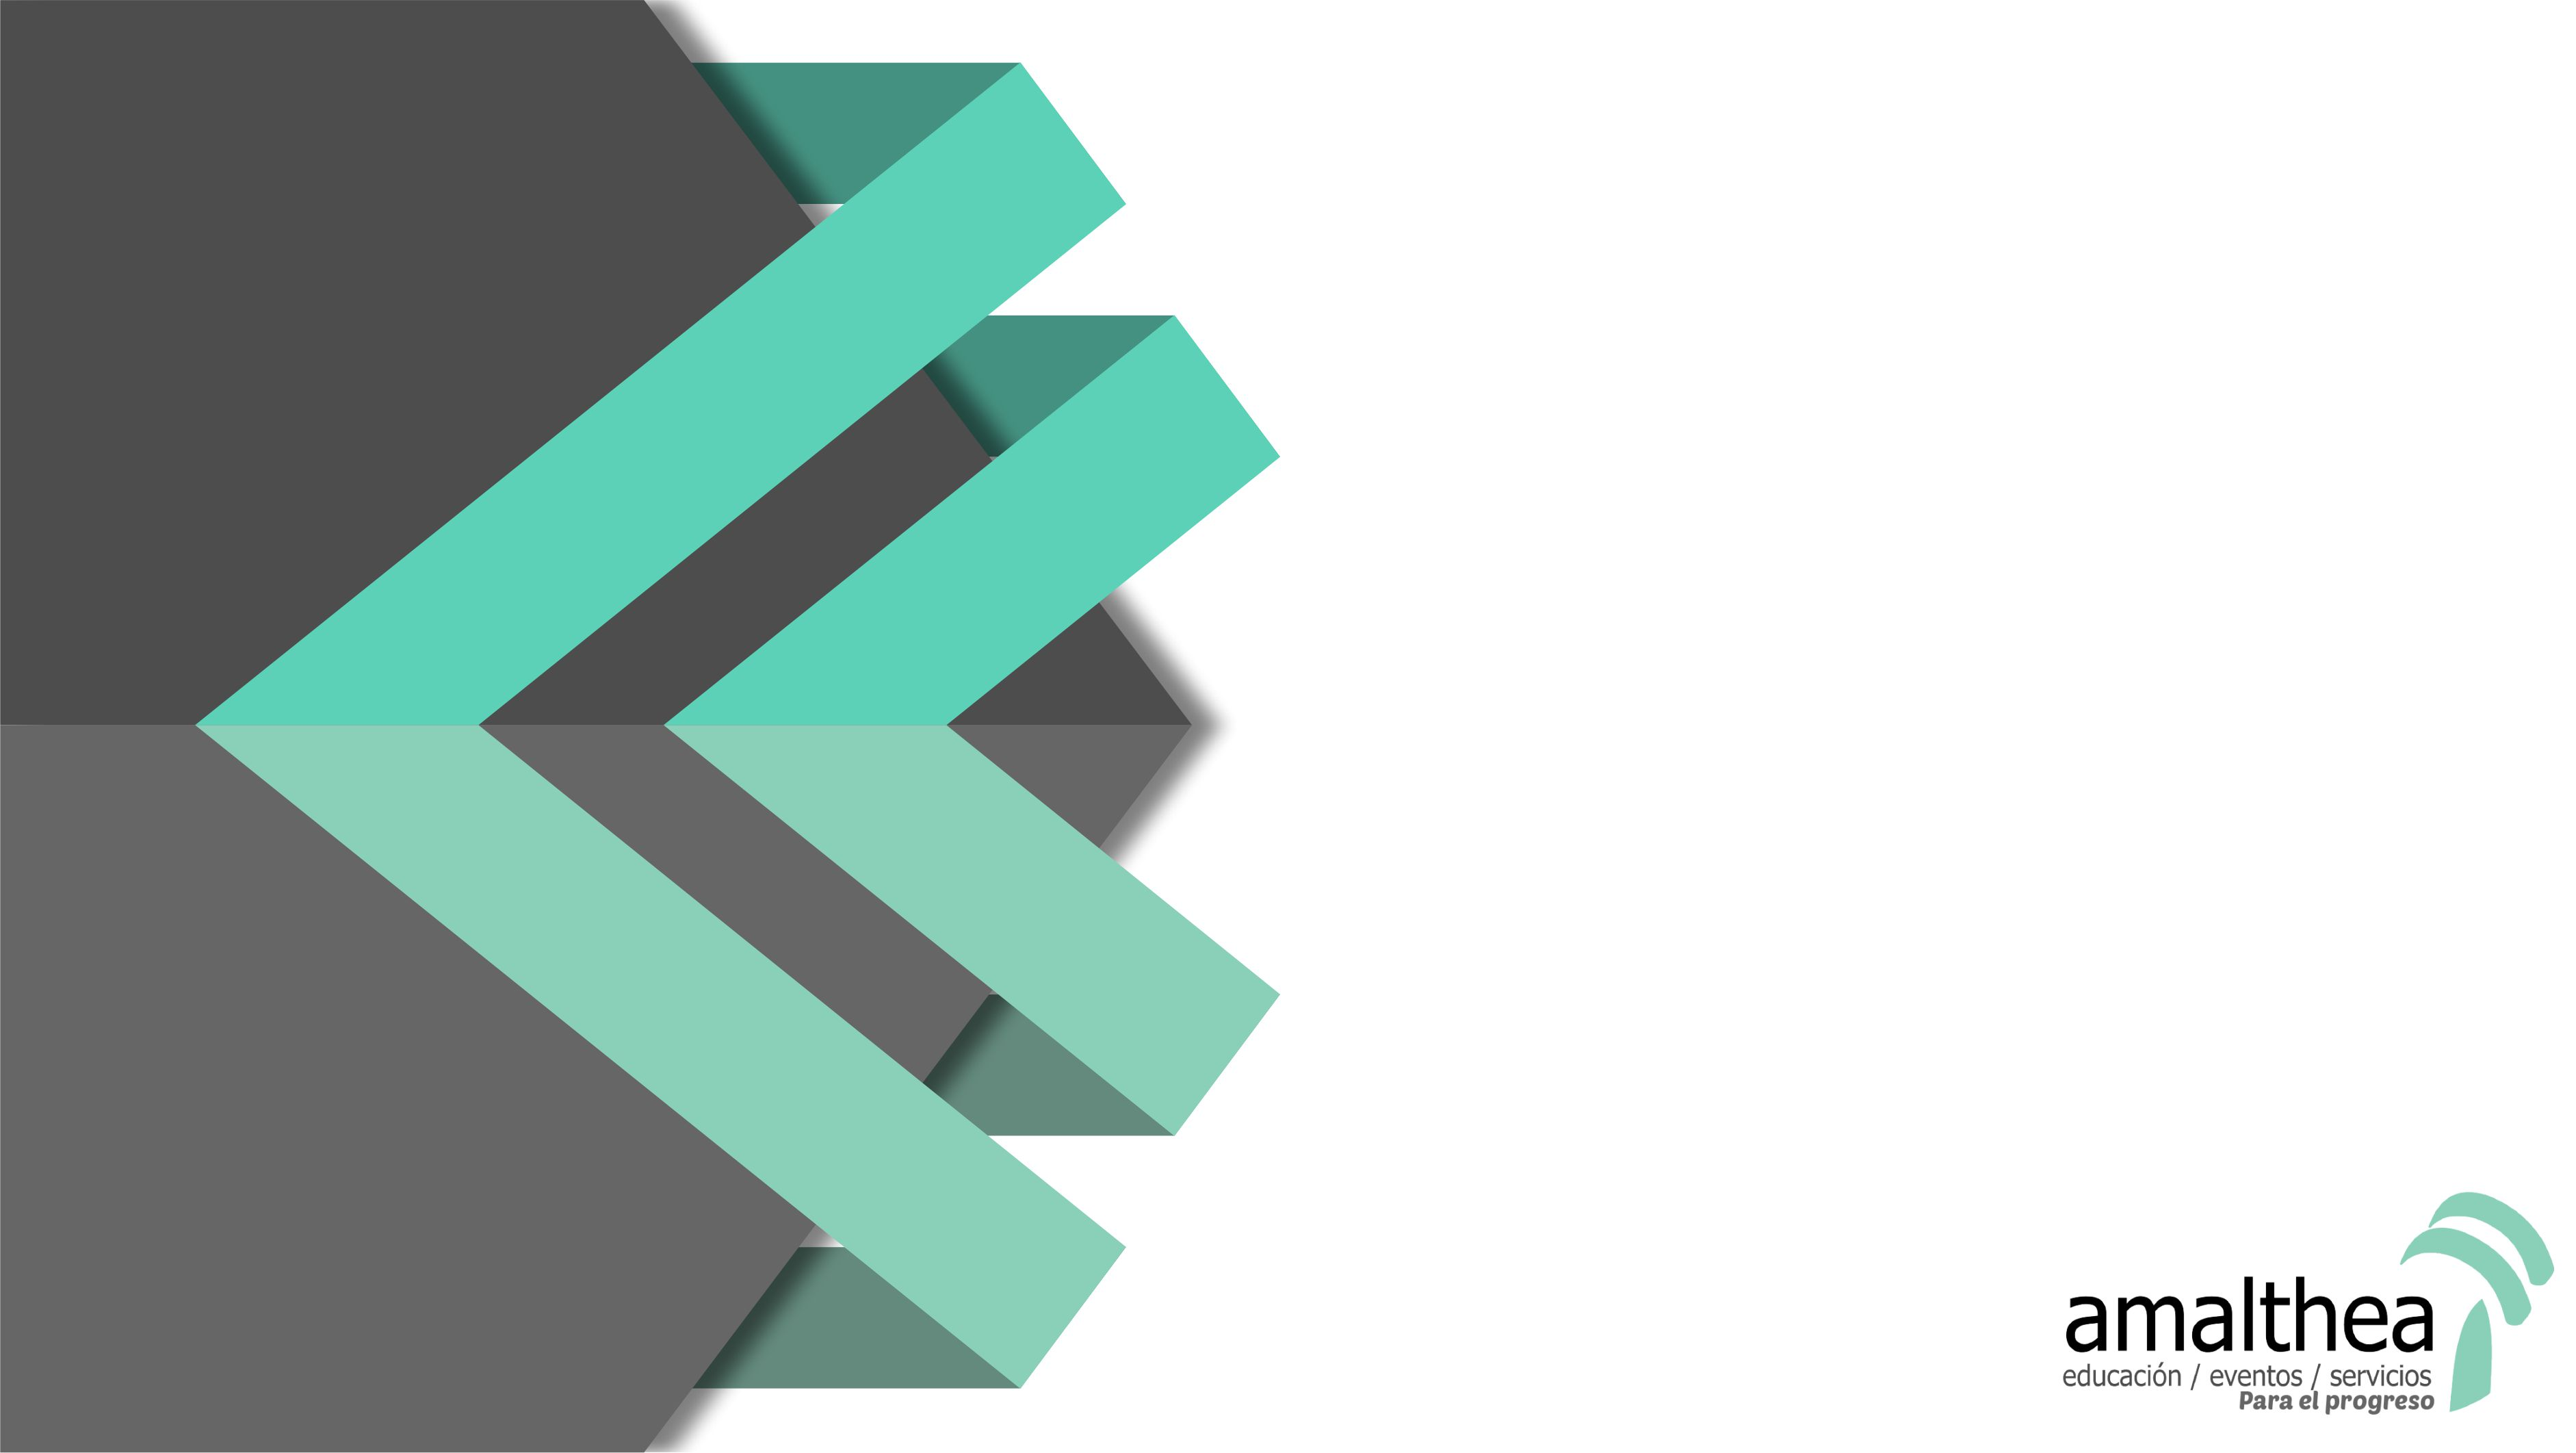 amalthea
educación / eventos / servicios
Para el progreso